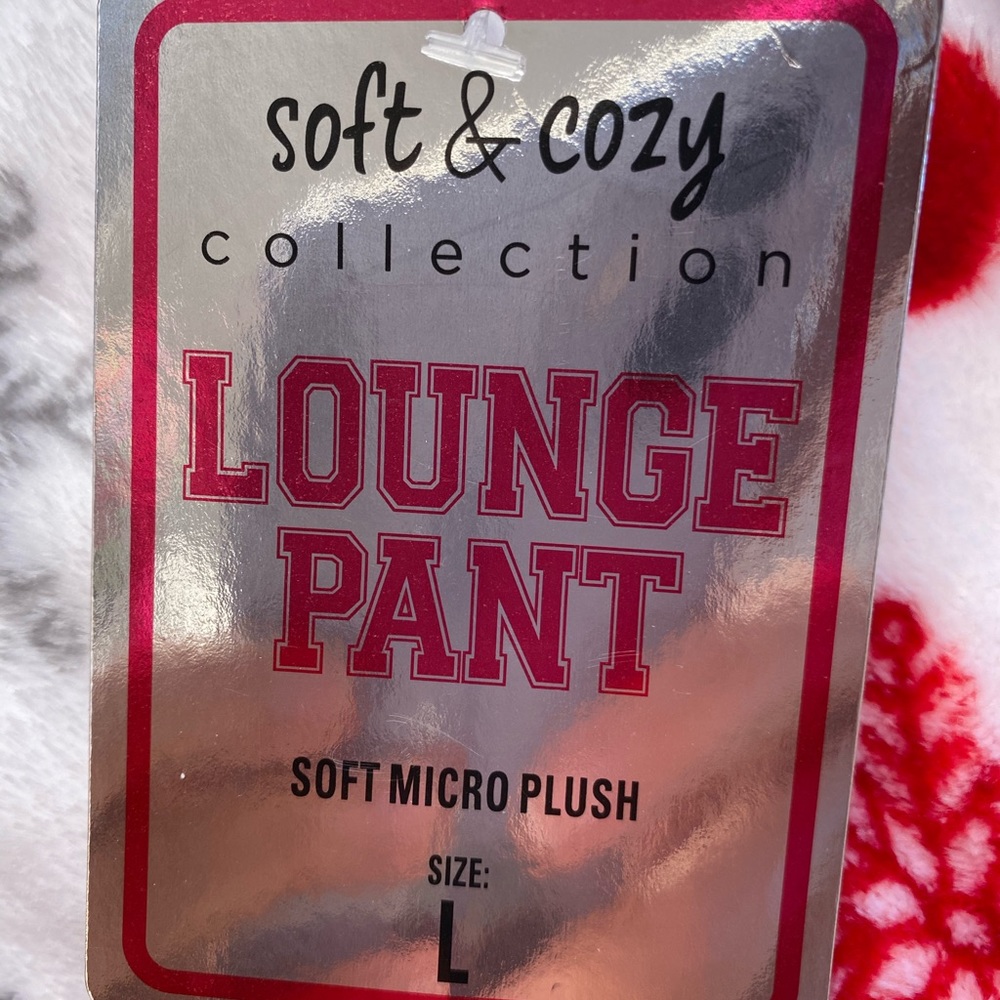 soft & cozy
collection
LOUNGE
PANT
SOFT MICRO PLUSH
SIZE:
L